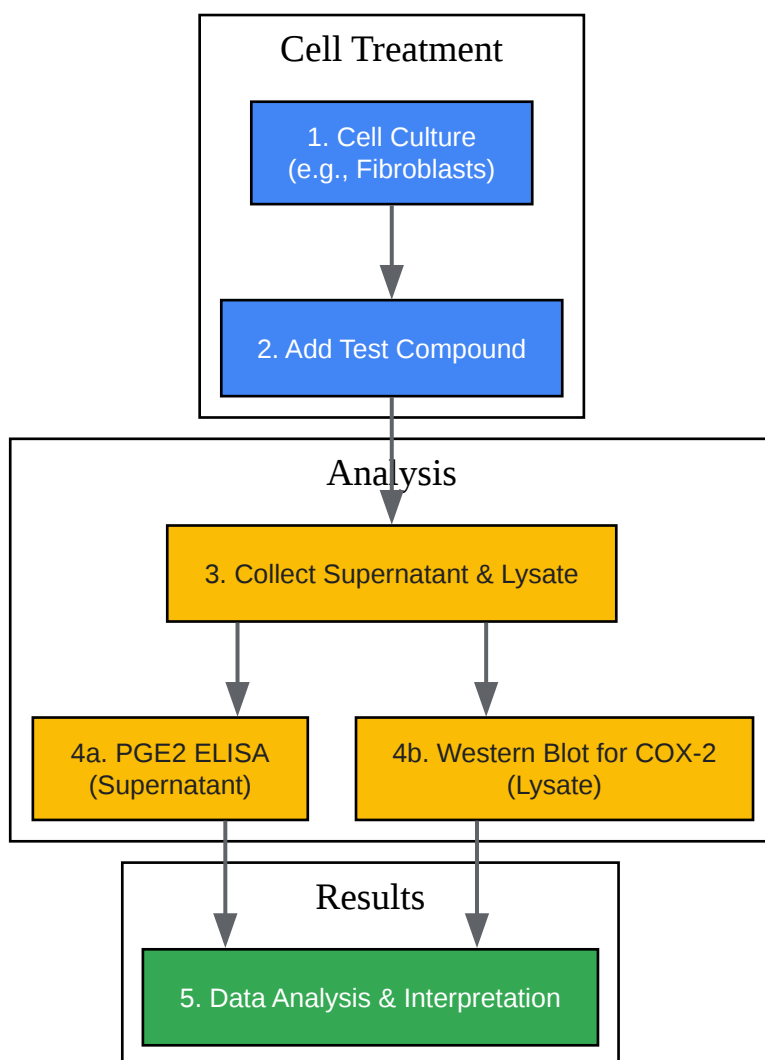 Cell Treatment
1. Cell Culture
(e.g., Fibroblasts)
2. Add Test Compound
Analysis
3. Collect Supernatant & Lysate
4a. PGE2 ELISA
(Supernatant)
4b. Western Blot for COX-2
(Lysate)
Results
5. Data Analysis & Interpretation